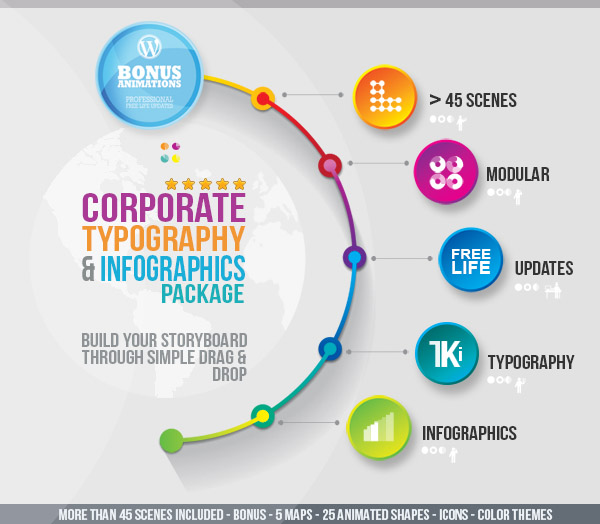 BONUS
ANIMATIONS
PROFESSIONAL
FREE LIFE UPDATES
> 45 SCENES
MODULAR
FREE
LIFE
UPDATES
TKi
TYPOGRAPHY
INFOGRAPHICS
CORPORATE
TYPOGRAPHY
& INFOGRAPHICS
PACKAGE
BUILD YOUR STORYBOARD
THROUGH SIMPLE DRAG &
DROP
MORE THAN 45 SCENES INCLUDED - BONUS - 5 MAPS - 25 ANIMATED SHAPES - ICONS - COLOR THEMES